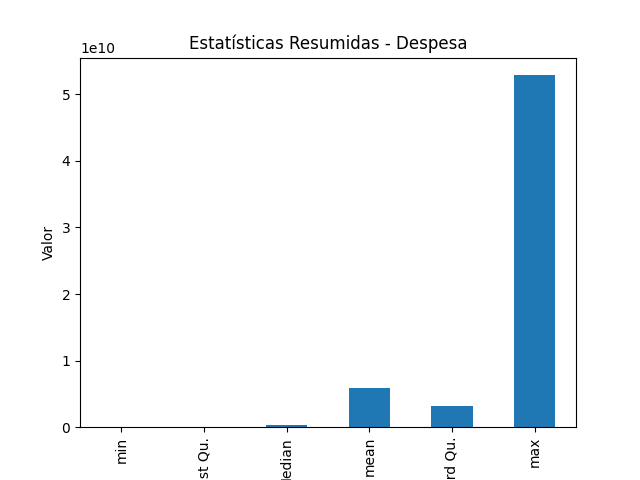 Estatísticas Resumidas - Despesa
1e10
5
4
3
2
1
0
Valor
min
st Qu.
edian
mean
rd Qu.
max